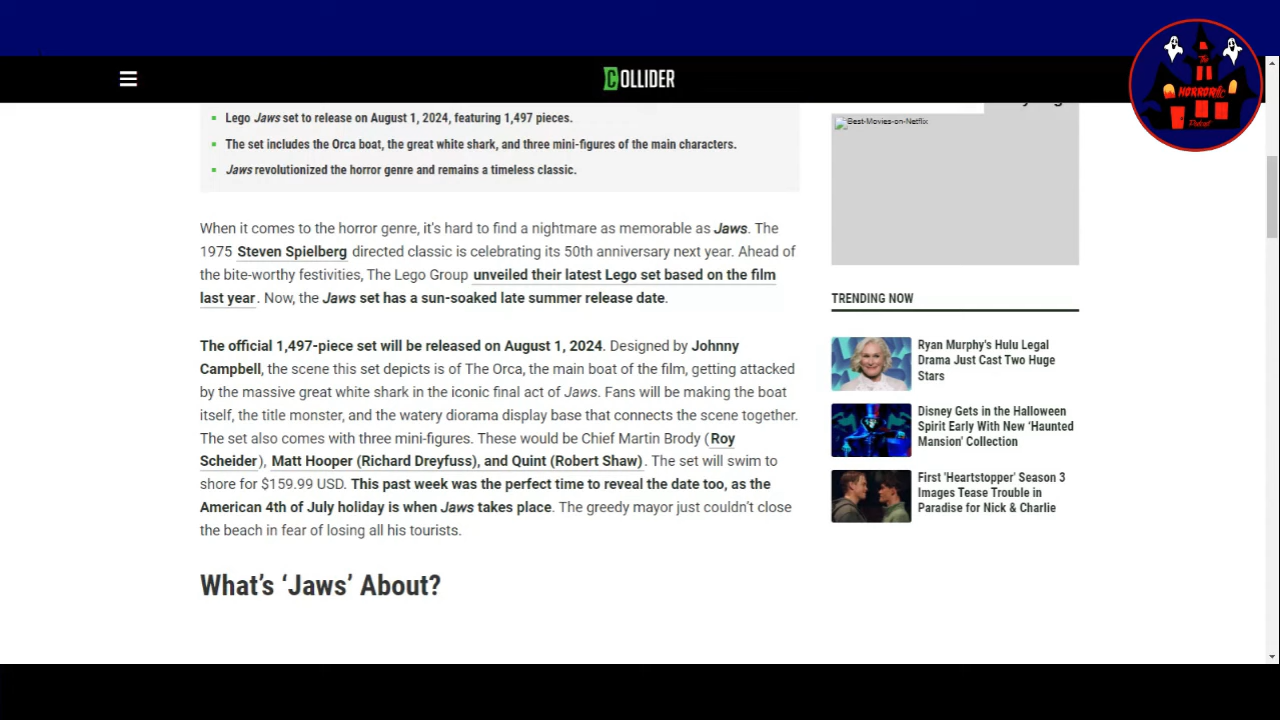 COLLIDER
The
HORRORific
Podcast
Lego Jaws set to release on August 1, 2024, featuring 1,497 pieces.
The set includes the Orca boat, the great white shark, and three mini-figures of the main characters.
Jaws revolutionized the horror genre and remains a timeless classic.
When it comes to the horror genre, it's hard to find a nightmare as memorable as Jaws. The
1975 Steven Spielberg directed classic is celebrating its 50th anniversary next year. Ahead of
the bite-worthy festivities, The Lego Group unveiled their latest Lego set based on the film
last year. Now, the Jaws set has a sun-soaked late summer release date.
The official 1,497-piece set will be released on August 1, 2024. Designed by Johnny
Campbell, the scene this set depicts is of The Orca, the main boat of the film, getting attacked
by the massive great white shark in the iconic final act of Jaws. Fans will be making the boat
itself, the title monster, and the watery diorama display base that connects the scene together.
The set also comes with three mini-figures. These would be Chief Martin Brody (Roy
Scheider), Matt Hooper (Richard Dreyfuss), and Quint (Robert Shaw). The set will swim to
shore for $159.99 USD. This past week was the perfect time to reveal the date too, as the
American 4th of July holiday is when Jaws takes place. The greedy mayor just couldn't close
the beach in fear of losing all his tourists.
What's 'Jaws' About?
Best-Movies-on-Netflix
TRENDING NOW
Ryan Murphy's Hulu Legal
Drama Just Cast Two Huge
Stars
Disney Gets in the Halloween
Spirit Early With New 'Haunted
Mansion' Collection
First 'Heartstopper' Season 3
Images Tease Trouble in
Paradise for Nick & Charlie